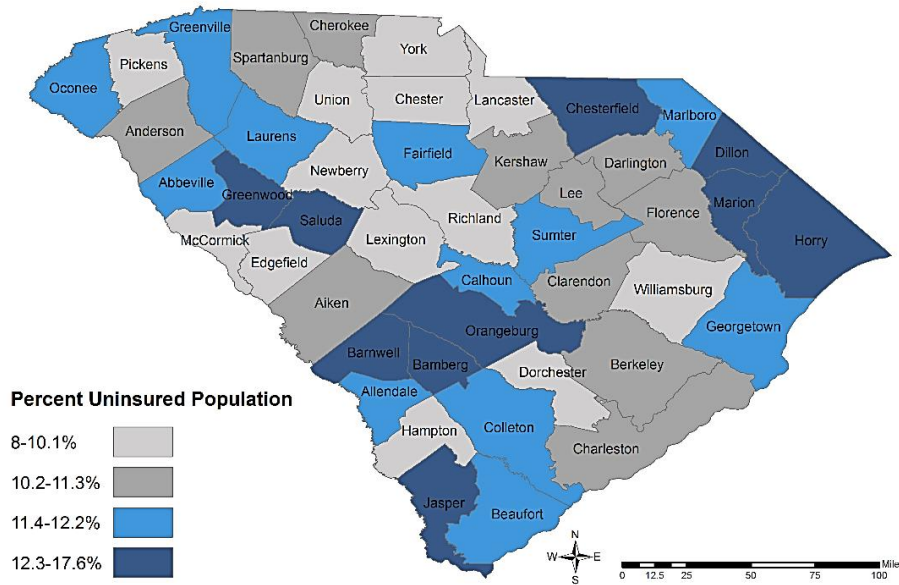 Cherokee
Greenville
York
Spartanburg
Pickens
Oconee
Union
Chester
Lancaster
Chesterfield
Marlboro
Anderson
Laurens
Fairfield
Dillon
Kershaw
Darlington
Newberry
Abbeville
Greenwood
Lee
Marion
Florence
Saluda
Richland
McCormick
Lexington
Sumter
Horry
Edgefield
Calhoun
Clarendon
Williamsburg
Aiken
Georgetown
Orangeburg
Barnwell
Bamberg
Dorchester
Berkeley
Allendale
Percent Uninsured Population
Hampton
Colleton
8-10.1%
Charleston
10.2-11.3%
Jasper
Beaufort
11.4-12.2%
N
W E
S
12.3-17.6%
Mile
0 12.5 25 50 75 100